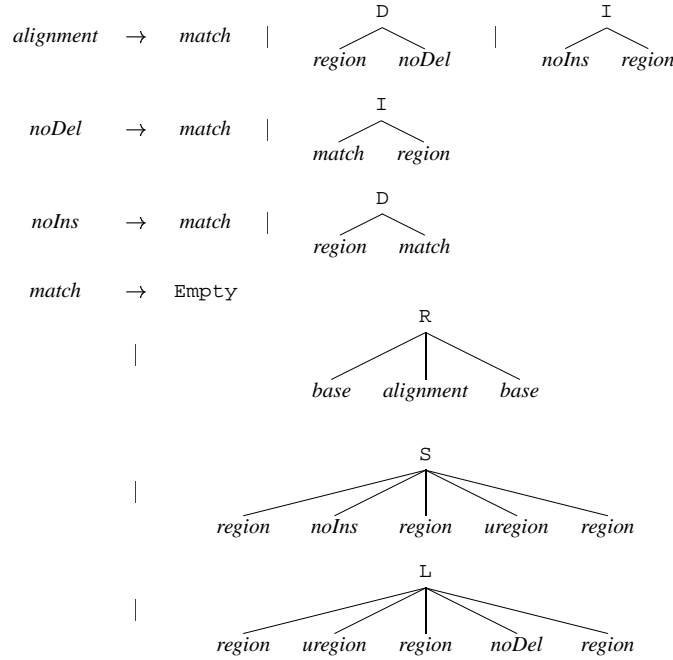 D I
alignment → match | | 
region noDel noIns region
I
noDel → match |
match region
D
noIns → match |
region match
match → Empty
R
|
base alignment base
S
|
region noIns region uregion region
L
|
region uregion region noDel region